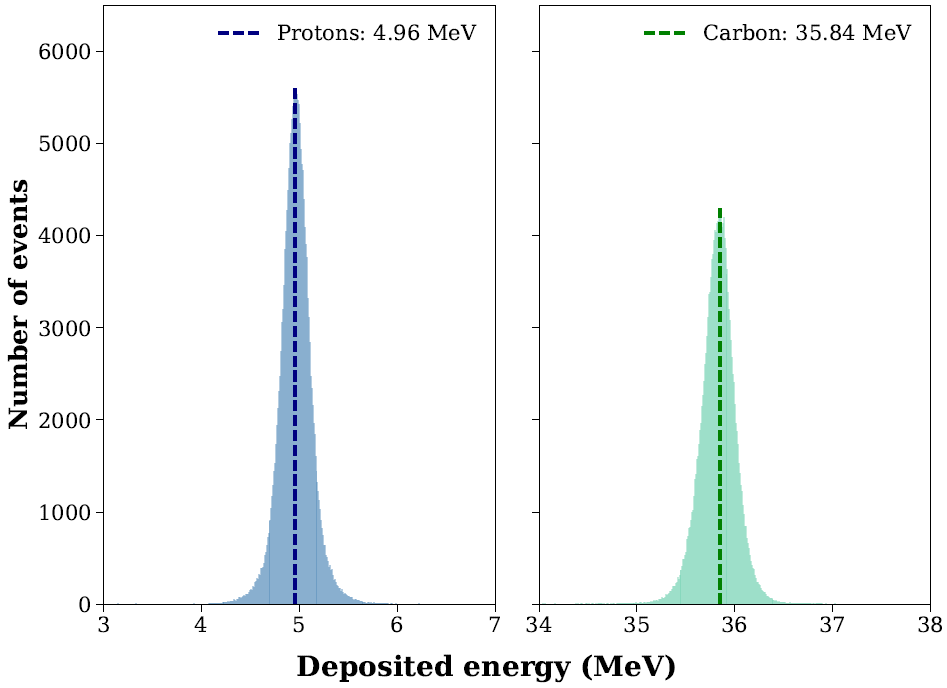 Protons: 4.96 MeV
Carbon: 35.84 MeV
6000
5000
4000
3000
2000
1000
0
Number of events
3 4 5 6 7
34 35 36 37 38
Deposited energy (MeV)